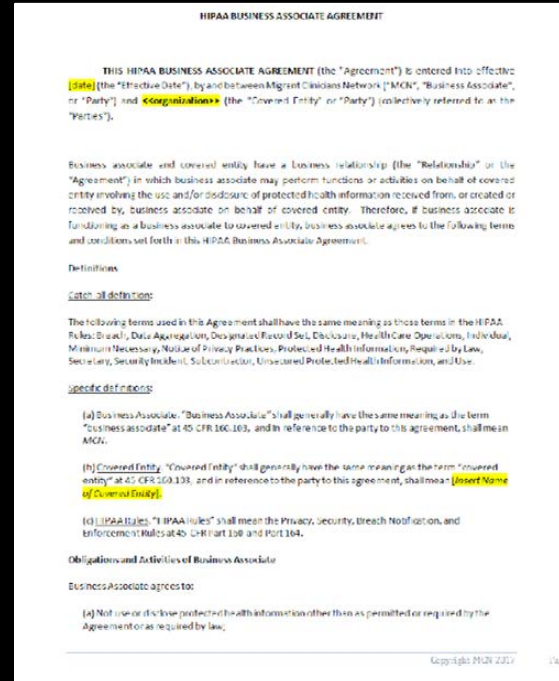 HIPAA BUSINESS ASSOCIATE AGREEMENT
THIS HIPAA BUSINESS ASSOCIATE AGREEMENT (the "Agreement") is entered into effective
[date] (the "Effective Date"), by and between Migrant Clinicians Network ("MCN", "Business Associate",
or "Party") and <<organization>> (the "Covered Entity" or "Party") (collectively referred to as the
"Parties").
Business associate and covered entity have a business relationship (the "Relationship" or the
"Agreement") in which business associate may perform functions or activities on behalf of covered
entity involving the use and/or disclosure of protected health information received from, or created or
received by, business associate on behalf of covered entity. Therefore, if business associate is
functioning as a business associate to covered entity, business associate agrees to the following terms
and conditions set forth in this HIPAA Business Associate Agreement.
Definitions
Catch-all definition:
The following terms used in this Agreement shall have the same meaning as those terms in the HIPAA
Rules: Breach, Data Aggregation, Designated Record Set, Disclosure, Health Care Operations, Individual,
Minimum Necessary, Notice of Privacy Practices, Protected Health Information, Required by Law,
Secretary, Security Incident, Subcontractor, Unsecured Protected Health Information, and Use.
Specific definitions:
(a) Business Associate. "Business Associate" shall generally have the same meaning as the term
"business associate" at 45 CFR 160.103, and in reference to the party to this agreement, shall mean
MCN.
(b) Covered Entity. "Covered Entity" shall generally have the same meaning as the term "covered
entity" at 45 CFR 160.103, and in reference to the party to this agreement, shall mean [Insert Name
of Covered Entity].
(c) HIPAA Rules. "HIPAA Rules" shall mean the Privacy, Security, Breach Notification, and
Enforcement Rules at 45 CFR Part 160 and Part 164.
Obligations and Activities of Business Associate
Business Associate agrees to:
(a) Not use or disclose protected health information other than as permitted or required by the
Agreement or as required by law;
Copyright MCN 2017